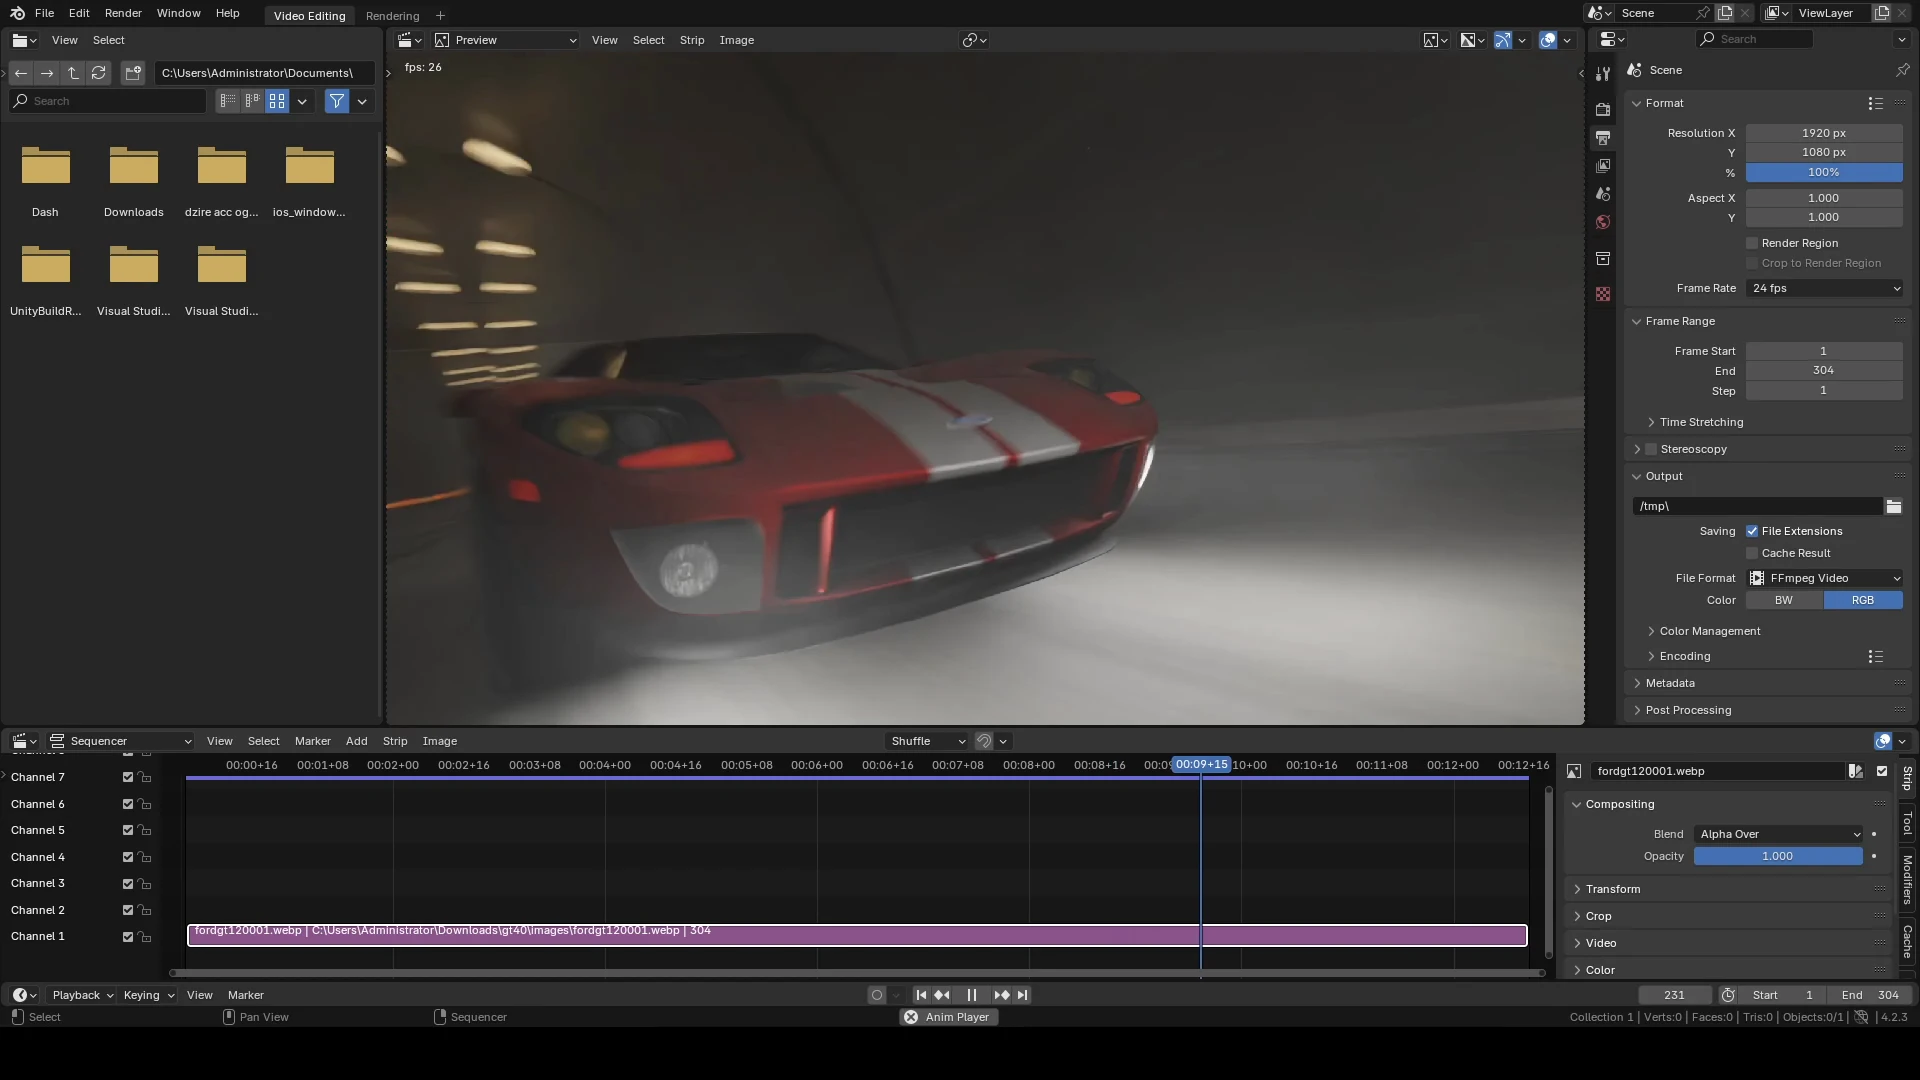 File Edit Render Window Help Video Editing Rendering + Scene ViewLayer
View Select
Preview View Select Strip Image
Search
C:\Users\Administrator\Documents\
fps: 26
Scene
Search
Dash Downloads dzire acc og... ios_window...
UnityBuildR... Visual Studi... Visual Studi...
Format
Resolution X 1920 px
Y 1080 px
% 100%
Aspect X 1.000
Y 1.000
Render Region
Crop to Render Region
Frame Rate 24 fps
Frame Range
Frame Start 1
End 304
Step 1
Time Stretching
Stereoscopy
Output
/tmp\
Saving File Extensions
Cache Result
File Format FFmpeg Video
Color BW RGB
Color Management
Encoding
Metadata
Post Processing
Sequencer View Select Marker Add Strip Image Shuffle
00:00+16 00:01+08 00:02+00 00:02+16 00:03+08 00:04+00 00:04+16 00:05+08 00:06+00 00:06+16 00:07+08 00:08+00 00:08+16 00:09+15 00:10+16 00:11+08 00:12+00 00:12+16
Channel 7
Channel 6
Channel 5
Channel 4
Channel 3
Channel 2
Channel 1
fordgt120001.webp | C:\Users\Administrator\Downloads\gt40\images\fordgt120001.webp | 304
fordgt120001.webp
Compositing
Blend Alpha Over
Opacity 1.000
Transform
Crop
Video
Color
Strip
Tool
Modifiers
Cache
Playback Keying View Marker 231 Start 1 End 304
Select Pan View Sequencer Anim Player Collection 1 | Verts:0 | Faces:0 | Tris:0 | Objects:0/1 | 4.2.3